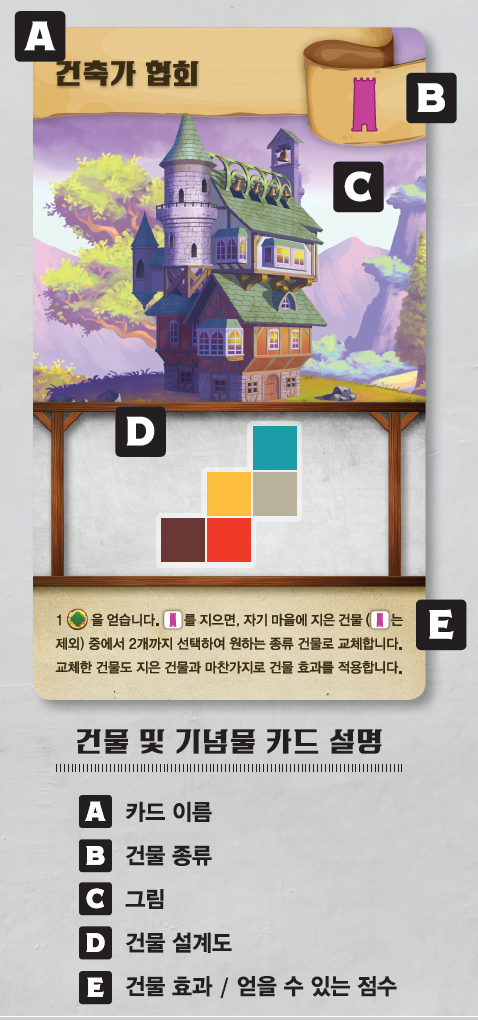 A
건축가 협회
B
C
D
1 을 얻습니다. 를 지으면, 자기 마을에 지은 건물 ( 는
제외) 중에서 2개까지 선택하여 원하는 종류 건물로 교체합니다.
교체한 건물도 지은 건물과 마찬가지로 건물 효과를 적용합니다.
E
건물 및 기념물 카드 설명
A 카드 이름
B 건물 종류
C 그림
D 건물 설계도
E 건물 효과 / 얻을 수 있는 점수